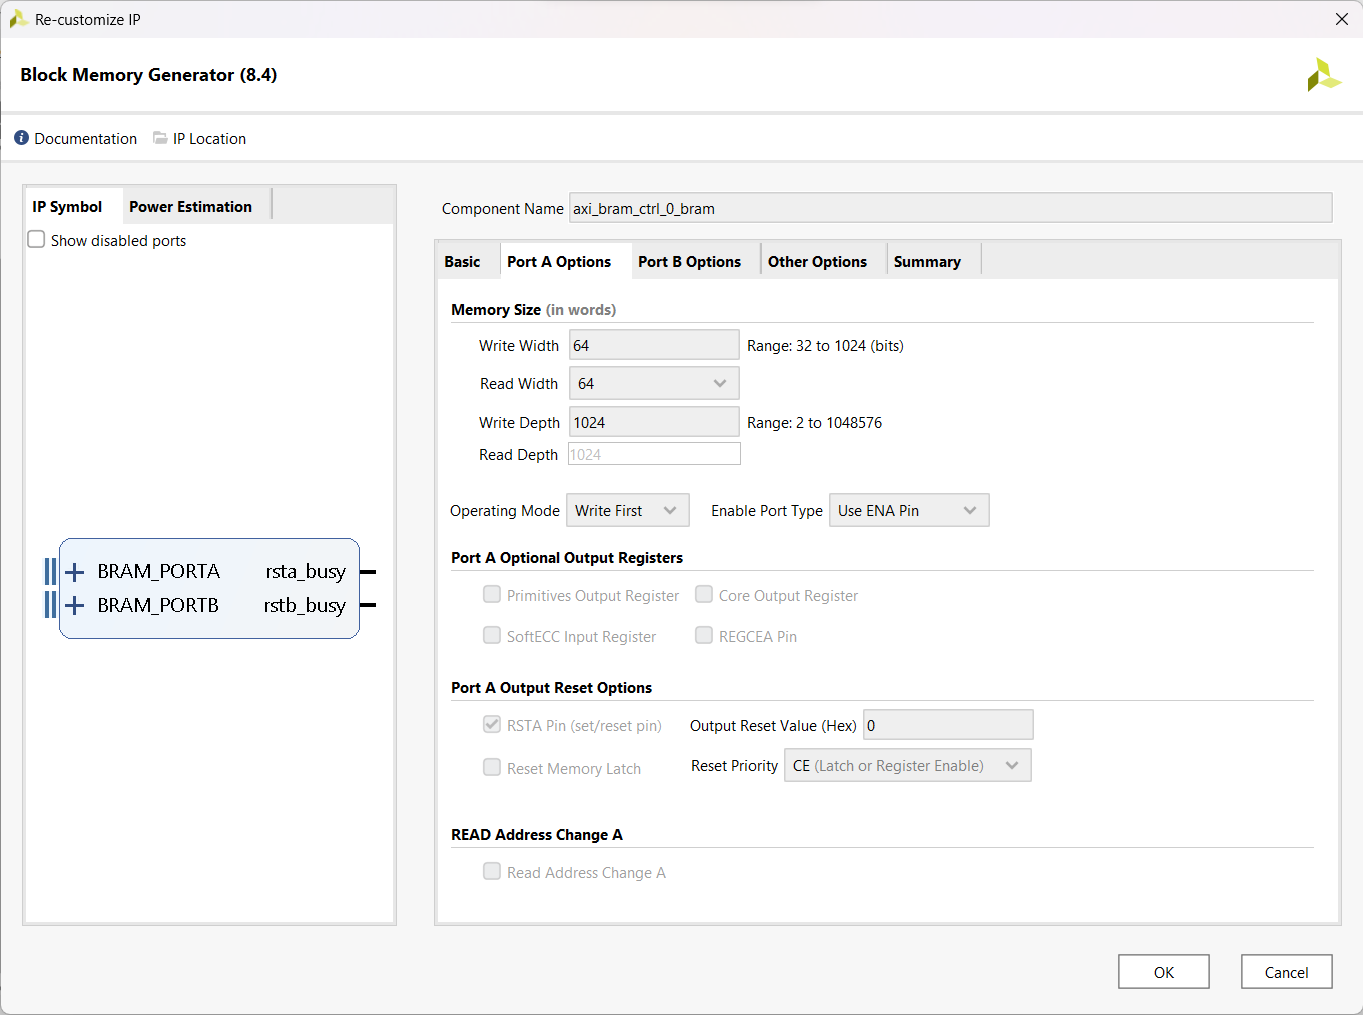 Re-customize IP
Block Memory Generator (8.4)
Documentation IP Location
IP Symbol Power Estimation
Show disabled ports
BRAM_PORTA rsta_busy
BRAM_PORTB rstb_busy
Component Name axi_bram_ctrl_0_bram
Basic Port A Options Port B Options Other Options Summary
Memory Size (in words)
Write Width 64 Range: 32 to 1024 (bits)
Read Width 64
Write Depth 1024 Range: 2 to 1048576
Read Depth 1024
Operating Mode Write First Enable Port Type Use ENA Pin
Port A Optional Output Registers
Primitives Output Register Core Output Register
SoftECC Input Register REGCEA Pin
Port A Output Reset Options
RSTA Pin (set/reset pin) Output Reset Value (Hex) 0
Reset Memory Latch Reset Priority CE (Latch or Register Enable)
READ Address Change A
Read Address Change A
OK Cancel